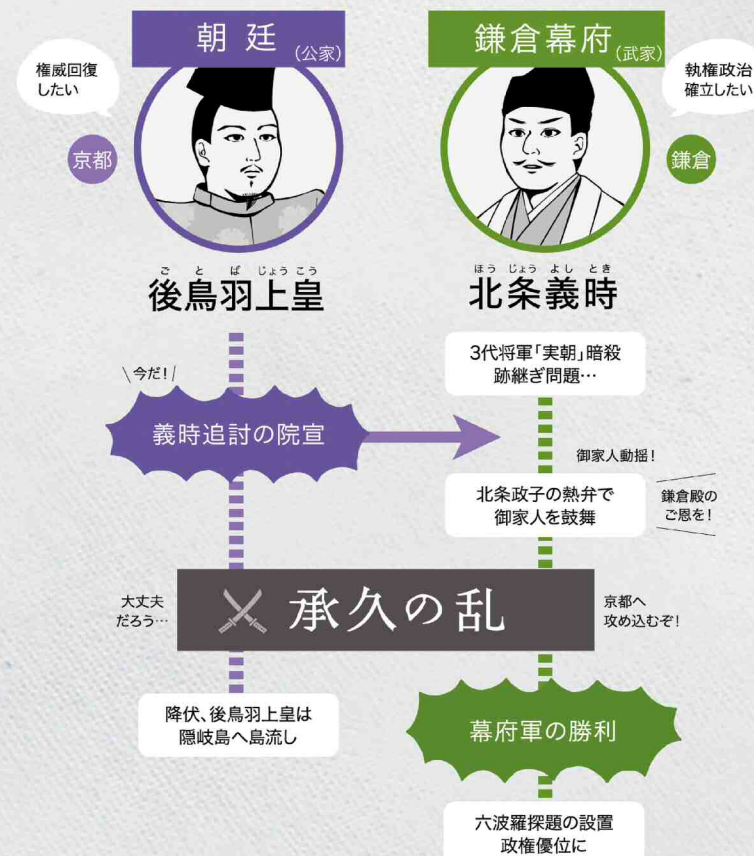 朝廷(公家)
鎌倉幕府(武家)
権威回復
したい
京都
執権政治
確立したい
鎌倉
ごとばじょうこう
後鳥羽上皇
ほうじょうよしとき
北条義時
3代将軍「実朝」暗殺
跡継ぎ問題…
今だ!
義時追討の院宣
御家人動揺!
北条政子の熱弁で
御家人を鼓舞
鎌倉殿の
ご恩を!
大丈夫
だろう…
承久の乱
京都へ
攻め込むぞ!
降伏、後鳥羽上皇は
隠岐島へ島流し
幕府軍の勝利
六波羅探題の設置
政権優位に